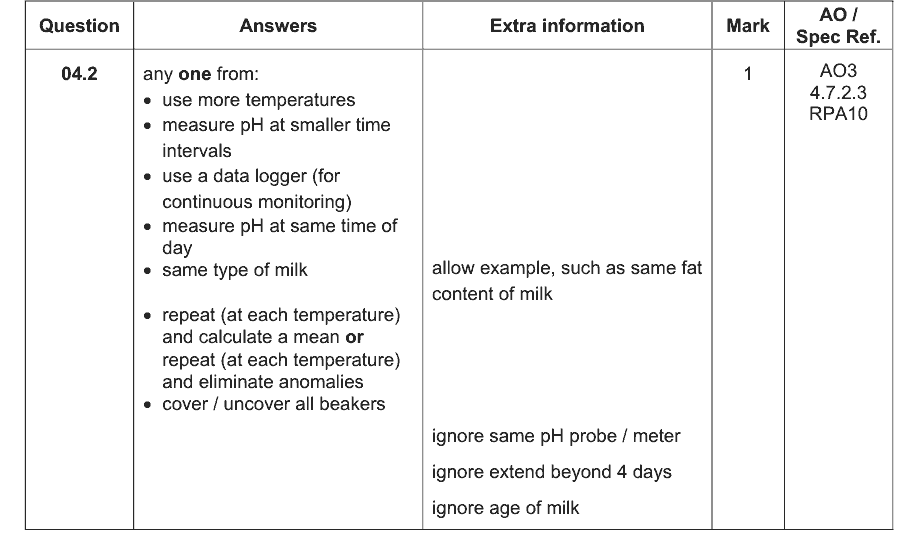 Question Answers Extra information Mark AO /
Spec Ref.
04.2 any one from: 1 AO3
• use more temperatures 4.7.2.3
• measure pH at smaller time RPA10
intervals
• use a data logger (for
continuous monitoring)
• measure pH at same time of
day
• same type of milk allow example, such as same fat
content of milk
• repeat (at each temperature)
and calculate a mean or
repeat (at each temperature)
and eliminate anomalies
• cover / uncover all beakers
ignore same pH probe / meter
ignore extend beyond 4 days
ignore age of milk